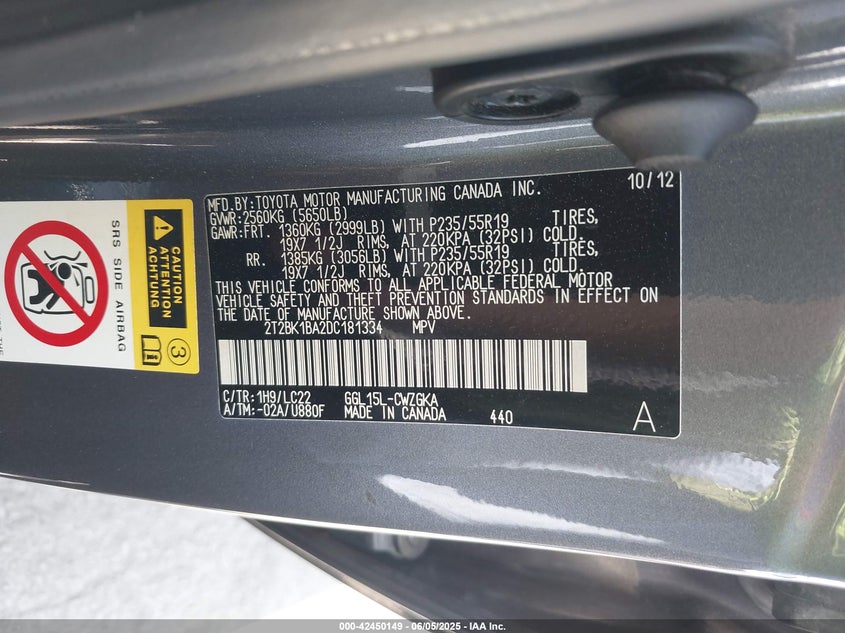 MFD.BY:TOYOTA MOTOR MANUFACTURING CANADA INC. 10/12
GVWR:2560KG (5650LB)
GAWR:FRT. 1360KG (2999LB) WITH P235/55R19 TIRES,
19X7 1/2J RIMS, AT 220KPA (32PSI) COLD,
RR. 1385KG (3056LB) WITH P235/55R19 TIRES,
19X7 1/2J RIMS, AT 220KPA (32PSI) COLD
THIS VEHICLE CONFORMS TO ALL APPLICABLE FEDERAL MOTOR
VEHICLE SAFETY AND THEFT PREVENTION STANDARDS IN EFFECT ON
THE DATE OF MANUFACTURE SHOWN ABOVE.
2T2BK1BA2DC181334 MPV
C/TR:1H9/LC22 GGL15L-CWZGKA
A/TM:-02A/U880F MADE IN CANADA 440 A
SRS SIDE AIRBAG
CAUTION
ATTENTION
ACHTUNG
3
000-42450149 - 06/05/2025 - IAA Inc.